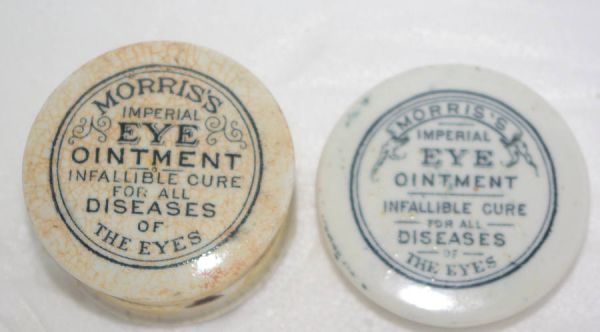 MORRIS'S
IMPERIAL
EYE
OINTMENT
INFALLIBLE CURE
FOR ALL
DISEASES
OF
THE EYES
MORRIS'S
IMPERIAL
EYE
OINTMENT
INFALLIBLE CURE
FOR ALL
DISEASES
OF
THE EYES